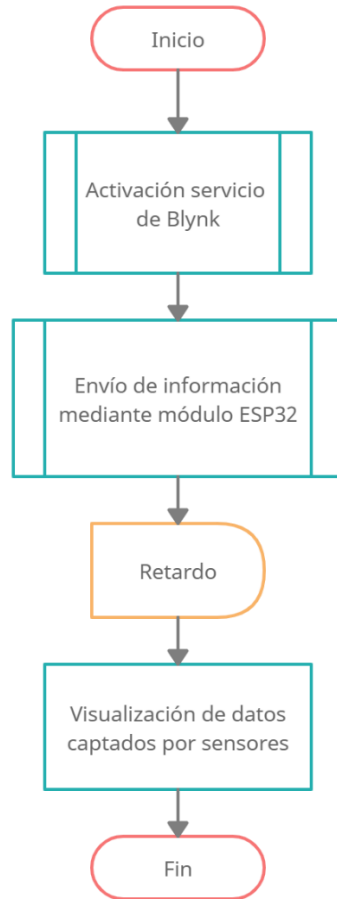 Inicio
Activación servicio
de Blynk
Envío de información
mediante módulo ESP32
Retardo
Visualización de datos
captados por sensores
Fin